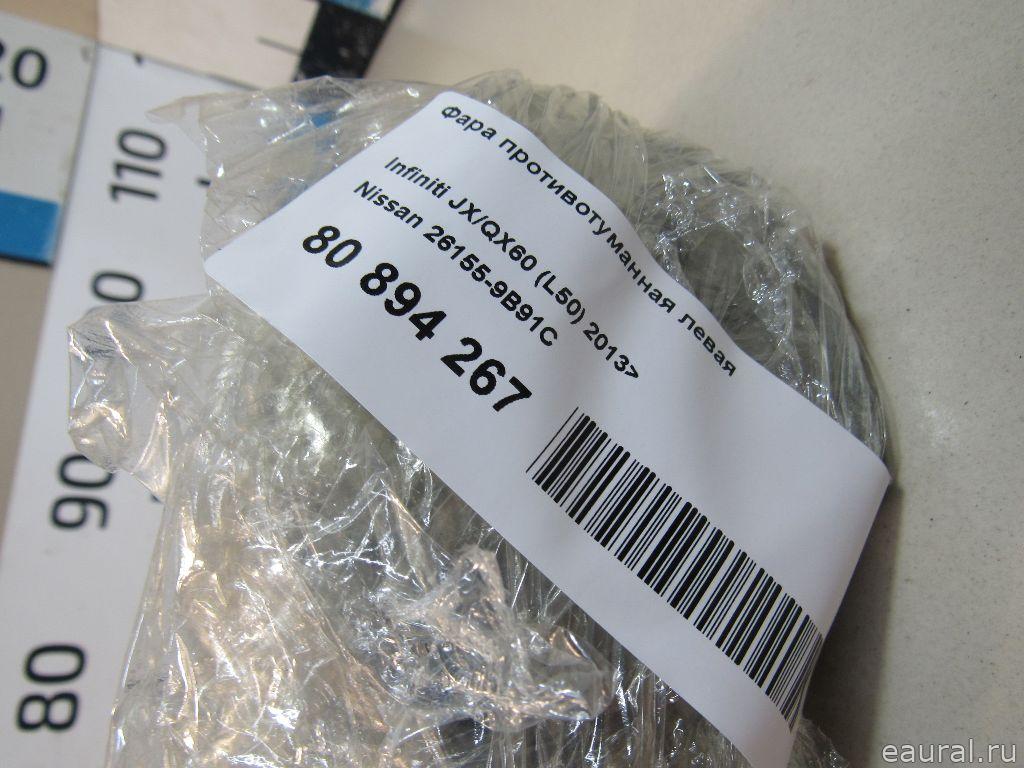 Фара противотуманная левая
Infiniti JX/QX60 (L50) 2013>
Nissan 26155-9B91C
80 894 267
20
110
90
80
eaural.ru